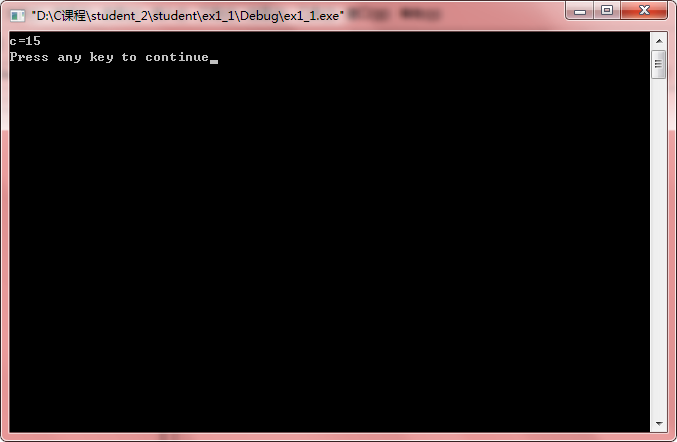 "D:\C课程\student_2\student\ex1_1\Debug\ex1_1.exe"
c=15
Press any key to continue